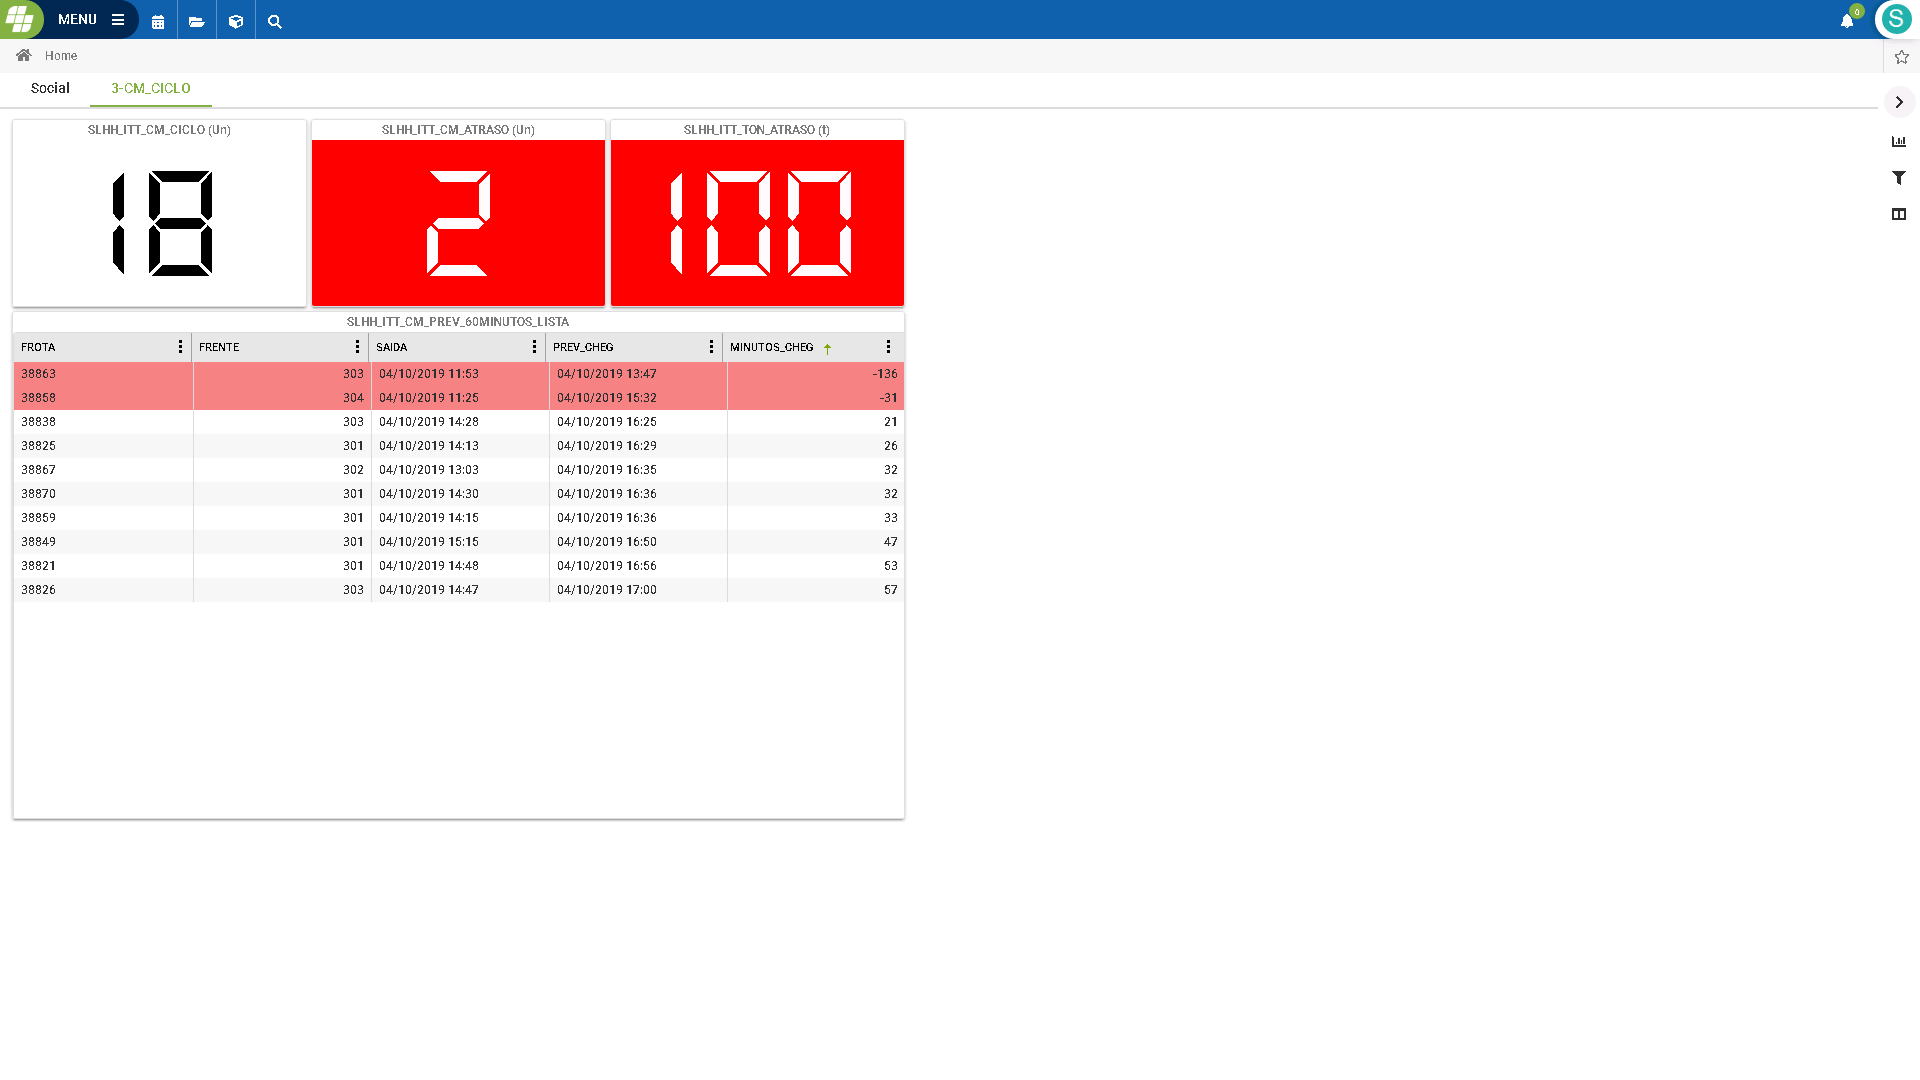 MENU
0
S
Home
Social
3-CM_CICLO
SLHH_ITT_CM_CICLO (Un)
SLHH_ITT_CM_ATRASO (Un)
SLHH_ITT_TON_ATRASO (t)
18
2
100
SLHH_ITT_CM_PREV_60MINUTOS_LISTA
FROTA FRENTE SAIDA PREV_CHEG MINUTOS_CHEG
38863 303 04/10/2019 11:53 04/10/2019 13:47 -136
38858 304 04/10/2019 11:25 04/10/2019 15:32 -31
38838 303 04/10/2019 14:28 04/10/2019 16:25 21
38825 301 04/10/2019 14:13 04/10/2019 16:29 26
38867 302 04/10/2019 13:03 04/10/2019 16:35 32
38870 301 04/10/2019 14:30 04/10/2019 16:36 32
38859 301 04/10/2019 14:15 04/10/2019 16:36 33
38849 301 04/10/2019 15:15 04/10/2019 16:50 47
38821 301 04/10/2019 14:48 04/10/2019 16:56 53
38826 303 04/10/2019 14:47 04/10/2019 17:00 57